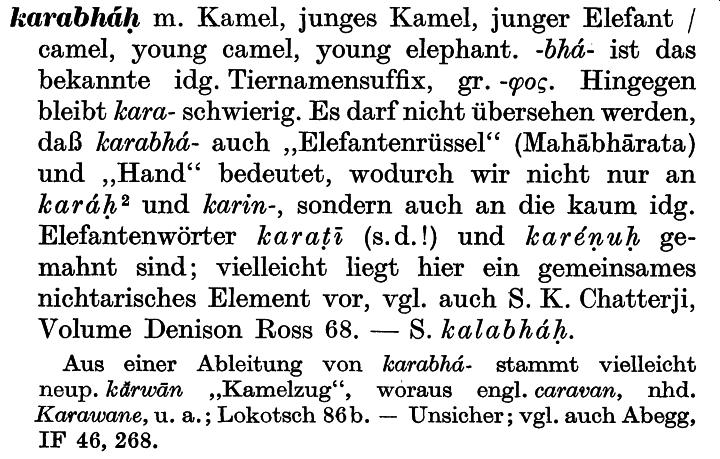 karabháḥ m. Kamel, junges Kamel, junger Elefant /
camel, young camel, young elephant. -bhá- ist das
bekannte idg. Tiernamensuffix, gr. -φος. Hingegen
bleibt kara- schwierig. Es darf nicht übersehen werden,
daß karabhá- auch „Elefantenrüssel“ (Mahābhārata)
und „Hand“ bedeutet, wodurch wir nicht nur an
karáḥ² und karin-, sondern auch an die kaum idg.
Elefantenwörter karaṭī (s.d.!) und karéṇuḥ ge-
mahnt sind; vielleicht liegt hier ein gemeinsames
nichtarisches Element vor, vgl. auch S. K. Chatterji,
Volume Denison Ross 68. — S. kalabháḥ.
Aus einer Ableitung von karabhá- stammt vielleicht
neup. kārwān „Kamelzug“, woraus engl. caravan, nhd.
Karawane, u. a.; Lokotsch 86b. — Unsicher; vgl. auch Abegg,
IF 46, 268.